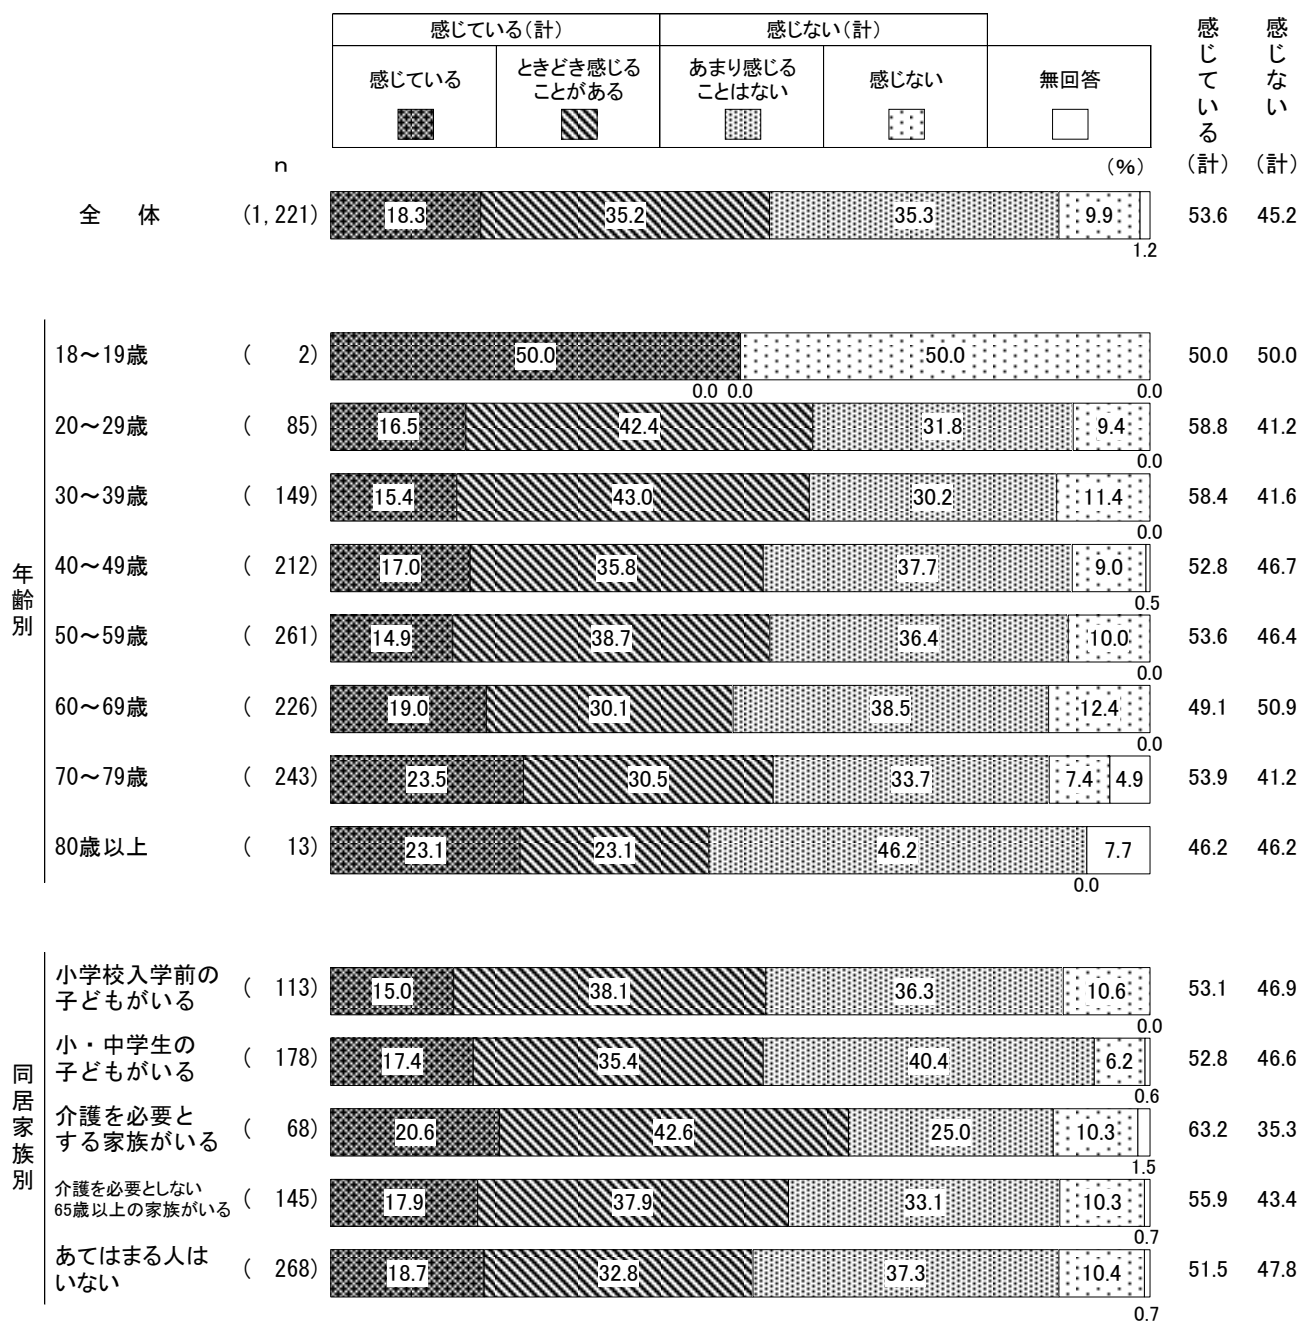 感じている(計) 感じない(計)
感じている ときどき感じる
ことがある あまり感じる
ことはない 感じない 無回答
感じている(計) 感じない(計)
n (%)
全 体 (1,221) 18.3 35.2 35.3 9.9 53.6 45.2
1.2
年齢別
18～19歳 ( 2) 50.0 50.0 50.0 50.0
0.0 0.0 0.0
20～29歳 ( 85) 16.5 42.4 31.8 9.4 58.8 41.2
0.0
30～39歳 ( 149) 15.4 43.0 30.2 11.4 58.4 41.6
0.0
40～49歳 ( 212) 17.0 35.8 37.7 9.0 52.8 46.7
0.5
50～59歳 ( 261) 14.9 38.7 36.4 10.0 53.6 46.4
0.0
60～69歳 ( 226) 19.0 30.1 38.5 12.4 49.1 50.9
0.0
70～79歳 ( 243) 23.5 30.5 33.7 7.4 4.9 53.9 41.2
80歳以上 ( 13) 23.1 23.1 46.2 7.7 46.2 46.2
0.0
同居家族別
小学校入学前の
子どもがいる ( 113) 15.0 38.1 36.3 10.6 53.1 46.9
0.0
小・中学生の
子どもがいる ( 178) 17.4 35.4 40.4 6.2 52.8 46.6
0.6
介護を必要と
する家族がいる ( 68) 20.6 42.6 25.0 10.3 63.2 35.3
1.5
介護を必要としない
65歳以上の家族がいる ( 145) 17.9 37.9 33.1 10.3 55.9 43.4
0.7
あてはまる人は
いない ( 268) 18.7 32.8 37.3 10.4 51.5 47.8
0.7